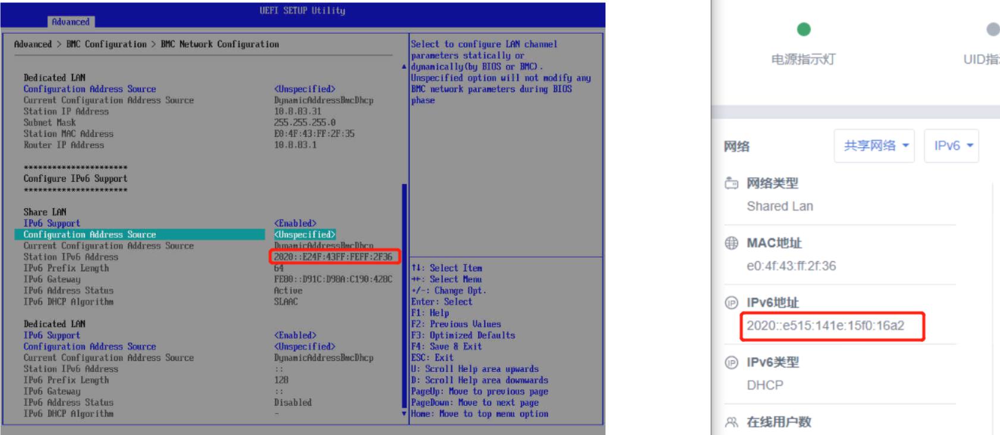 UEFI SETUP Utility
Advanced
Advanced > BMC Configuration > BMC Network Configuration
Dedicated LAN
Configuration Address Source <Unspecified>
Current Configuration Address Source DynamicAddressBmcDhcp
Station IP Address 10.8.83.31
Subnet Mask 255.255.255.0
Station MAC Address E0:4F:43:FF:2F:35
Router IP Address 10.8.83.1
**********************
Configure IPv6 Support
**********************
Share LAN
IPv6 Support <Enabled>
Configuration Address Source <Unspecified>
Current Configuration Address Source DynamicAddressBmcDhcp
Station IPv6 Address 2020::E24F:43FF:FEFF:2F36
IPv6 Prefix Length 64
IPv6 Gateway FE80::D91C:D98A:C190:428C
IPv6 Address Status Active
IPv6 DHCP Algorithm SLAAC
Dedicated LAN
IPv6 Support <Enabled>
Configuration Address Source <Unspecified>
Current Configuration Address Source DynamicAddressBmcDhcp
Station IPv6 Address ::
IPv6 Prefix Length 128
IPv6 Gateway ::
IPv6 Address Status Disabled
IPv6 DHCP Algorithm -
Select to configure LAN channel
parameters statically or
dynamically(by BIOS or BMC).
Unspecified option will not modify any
BMC network parameters during BIOS
phase
↑↓: Select Item
→←: Select Menu
+/-: Change Opt.
Enter: Select
F1: Help
F2: Previous Values
F3: Optimized Defaults
F4: Save & Exit
ESC: Exit
U: Scroll Help area upwards
D: Scroll Help area downwards
PageUp: Move to previous page
PageDown: Move to next page
Home: Move to top menu option
电源指示灯
UID指
网络 共享网络 IPv6
网络类型
Shared Lan
MAC地址
e0:4f:43:ff:2f:36
IP IPv6地址
2020::e515:141e:15f0:16a2
IP IPv6类型
DHCP
在线用户数